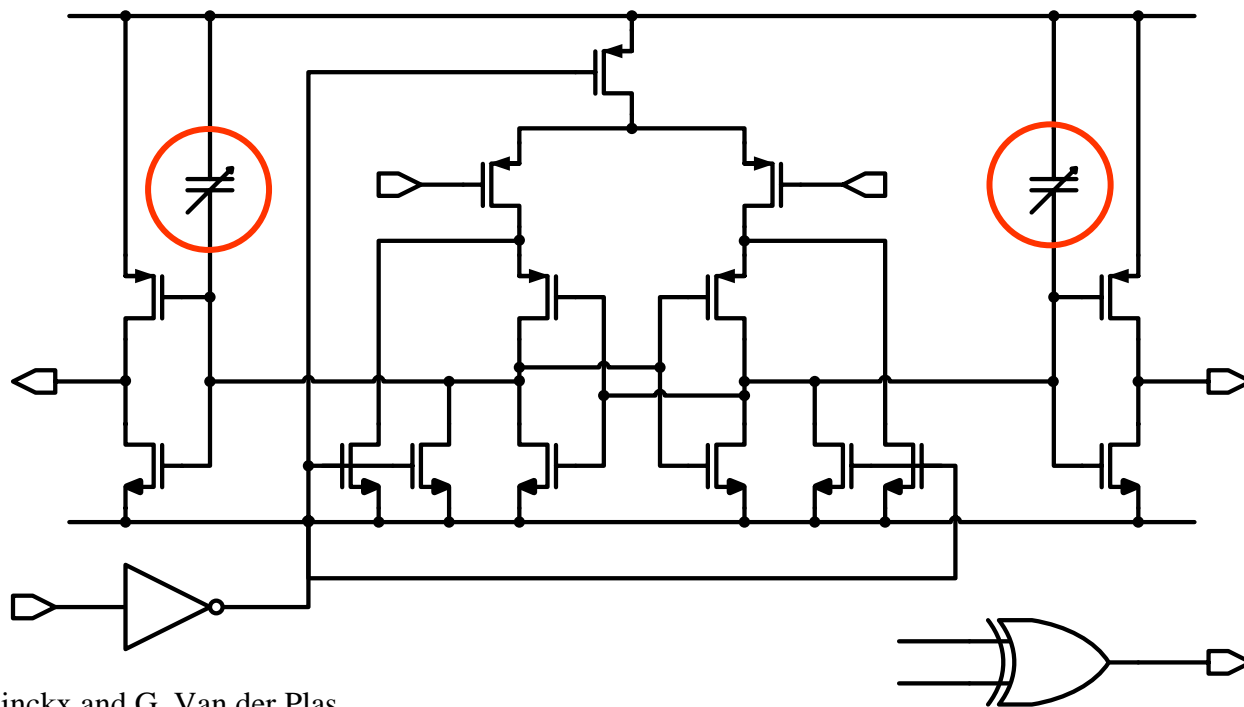 inckx and G. Van der Plas